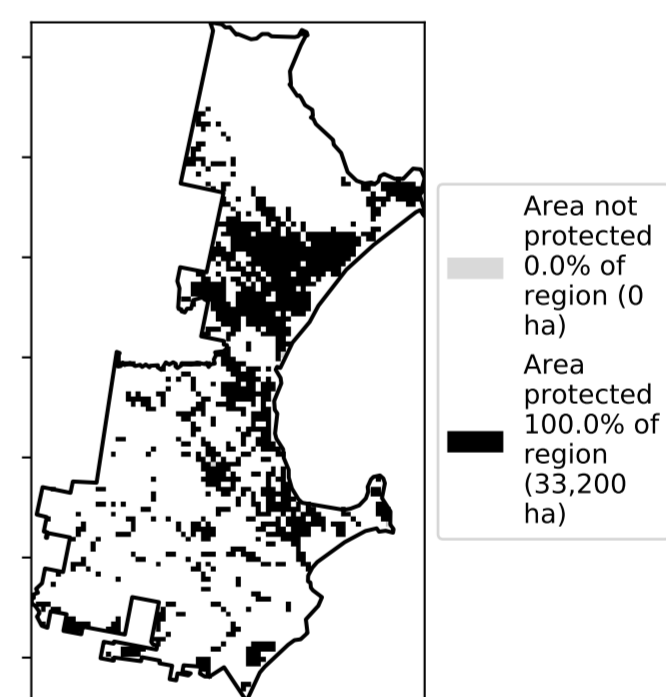 Area not
protected
0.0% of
region (0
ha)
Area
protected
100.0% of
region
(33,200
ha)